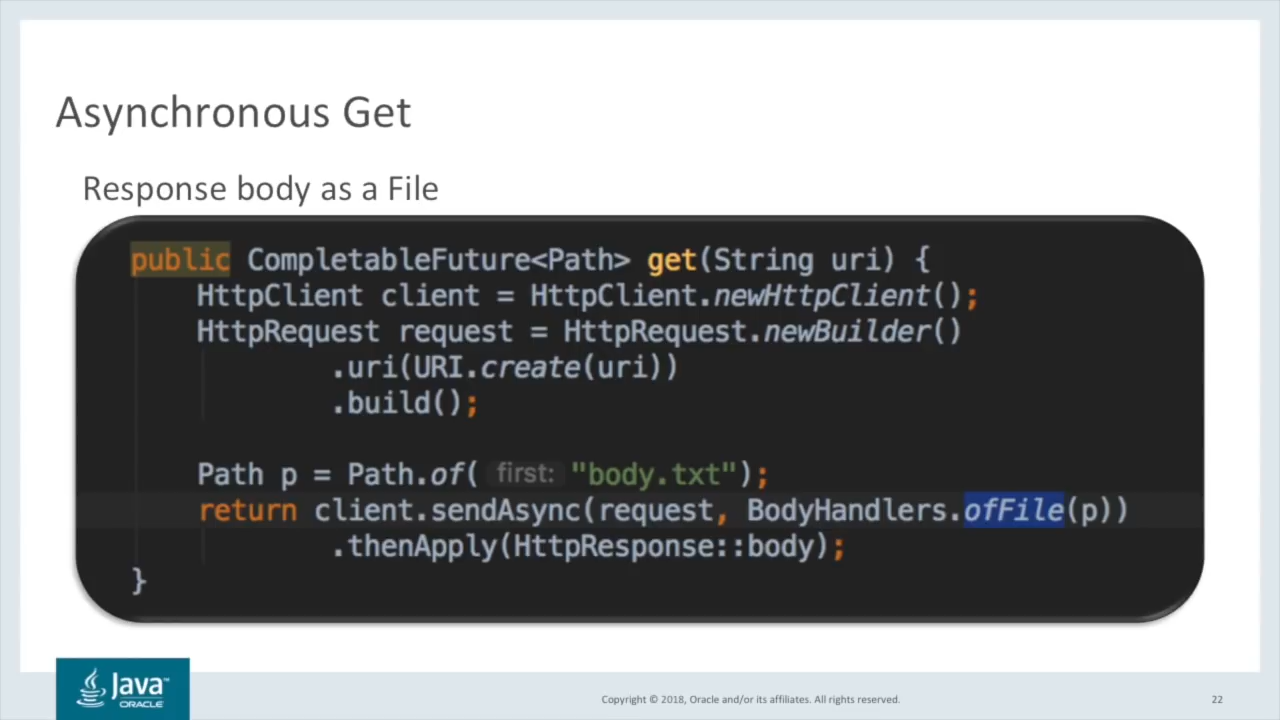 Asynchronous Get
Response body as a File
public CompletableFuture<Path> get(String uri) {
HttpClient client = HttpClient.newHttpClient();
HttpRequest request = HttpRequest.newBuilder()
.uri(URI.create(uri))
.build();
Path p = Path.of( first: "body.txt");
return client.sendAsync(request, BodyHandlers.ofFile(p))
.thenApply(HttpResponse::body);
}
Java™
ORACLE
Copyright © 2018, Oracle and/or its affiliates. All rights reserved.
22